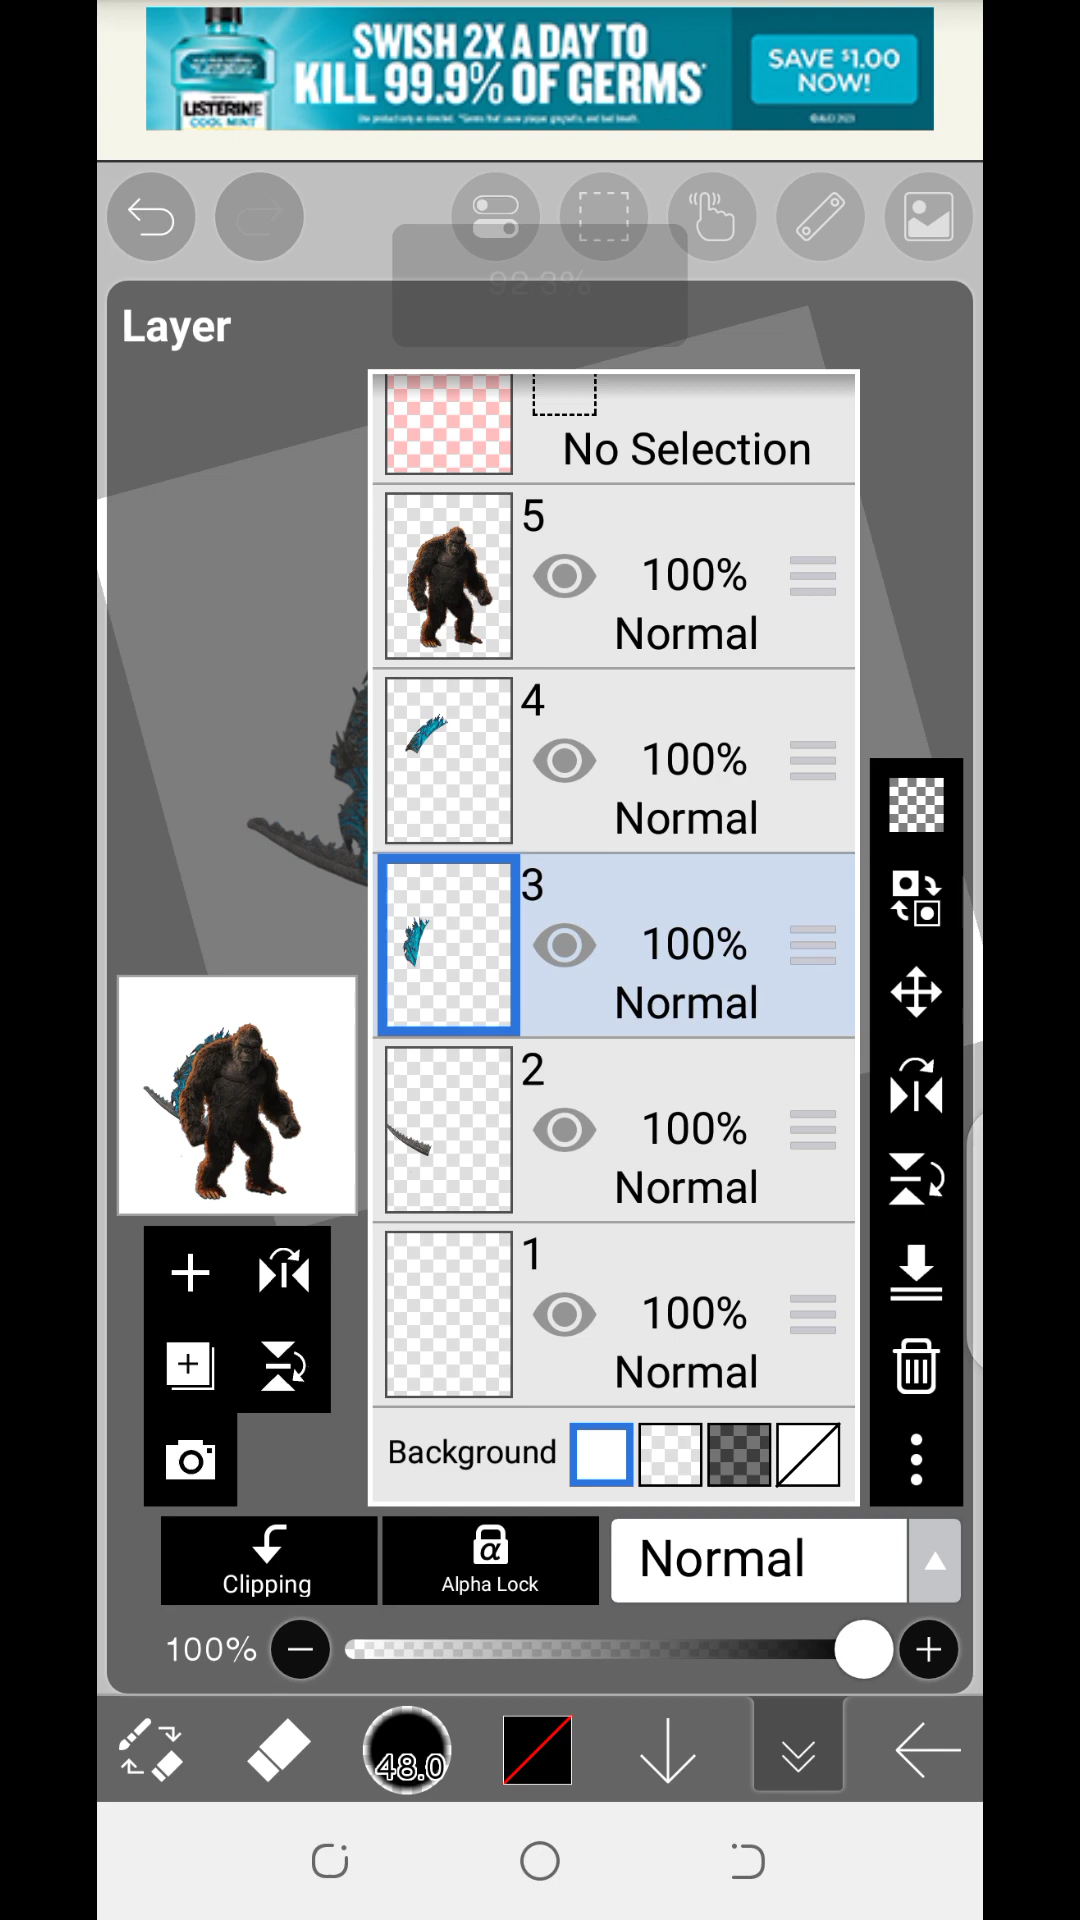 SWISH 2X A DAY TO
KILL 99.9% OF GERMS*
SAVE $1.00
NOW!
LISTERINE
COOL MINT
92.3%
Layer
No Selection
5
100%
Normal
4
100%
Normal
3
100%
Normal
2
100%
Normal
1
100%
Normal
Background
Clipping
α
Alpha Lock
Normal
100%
48.0